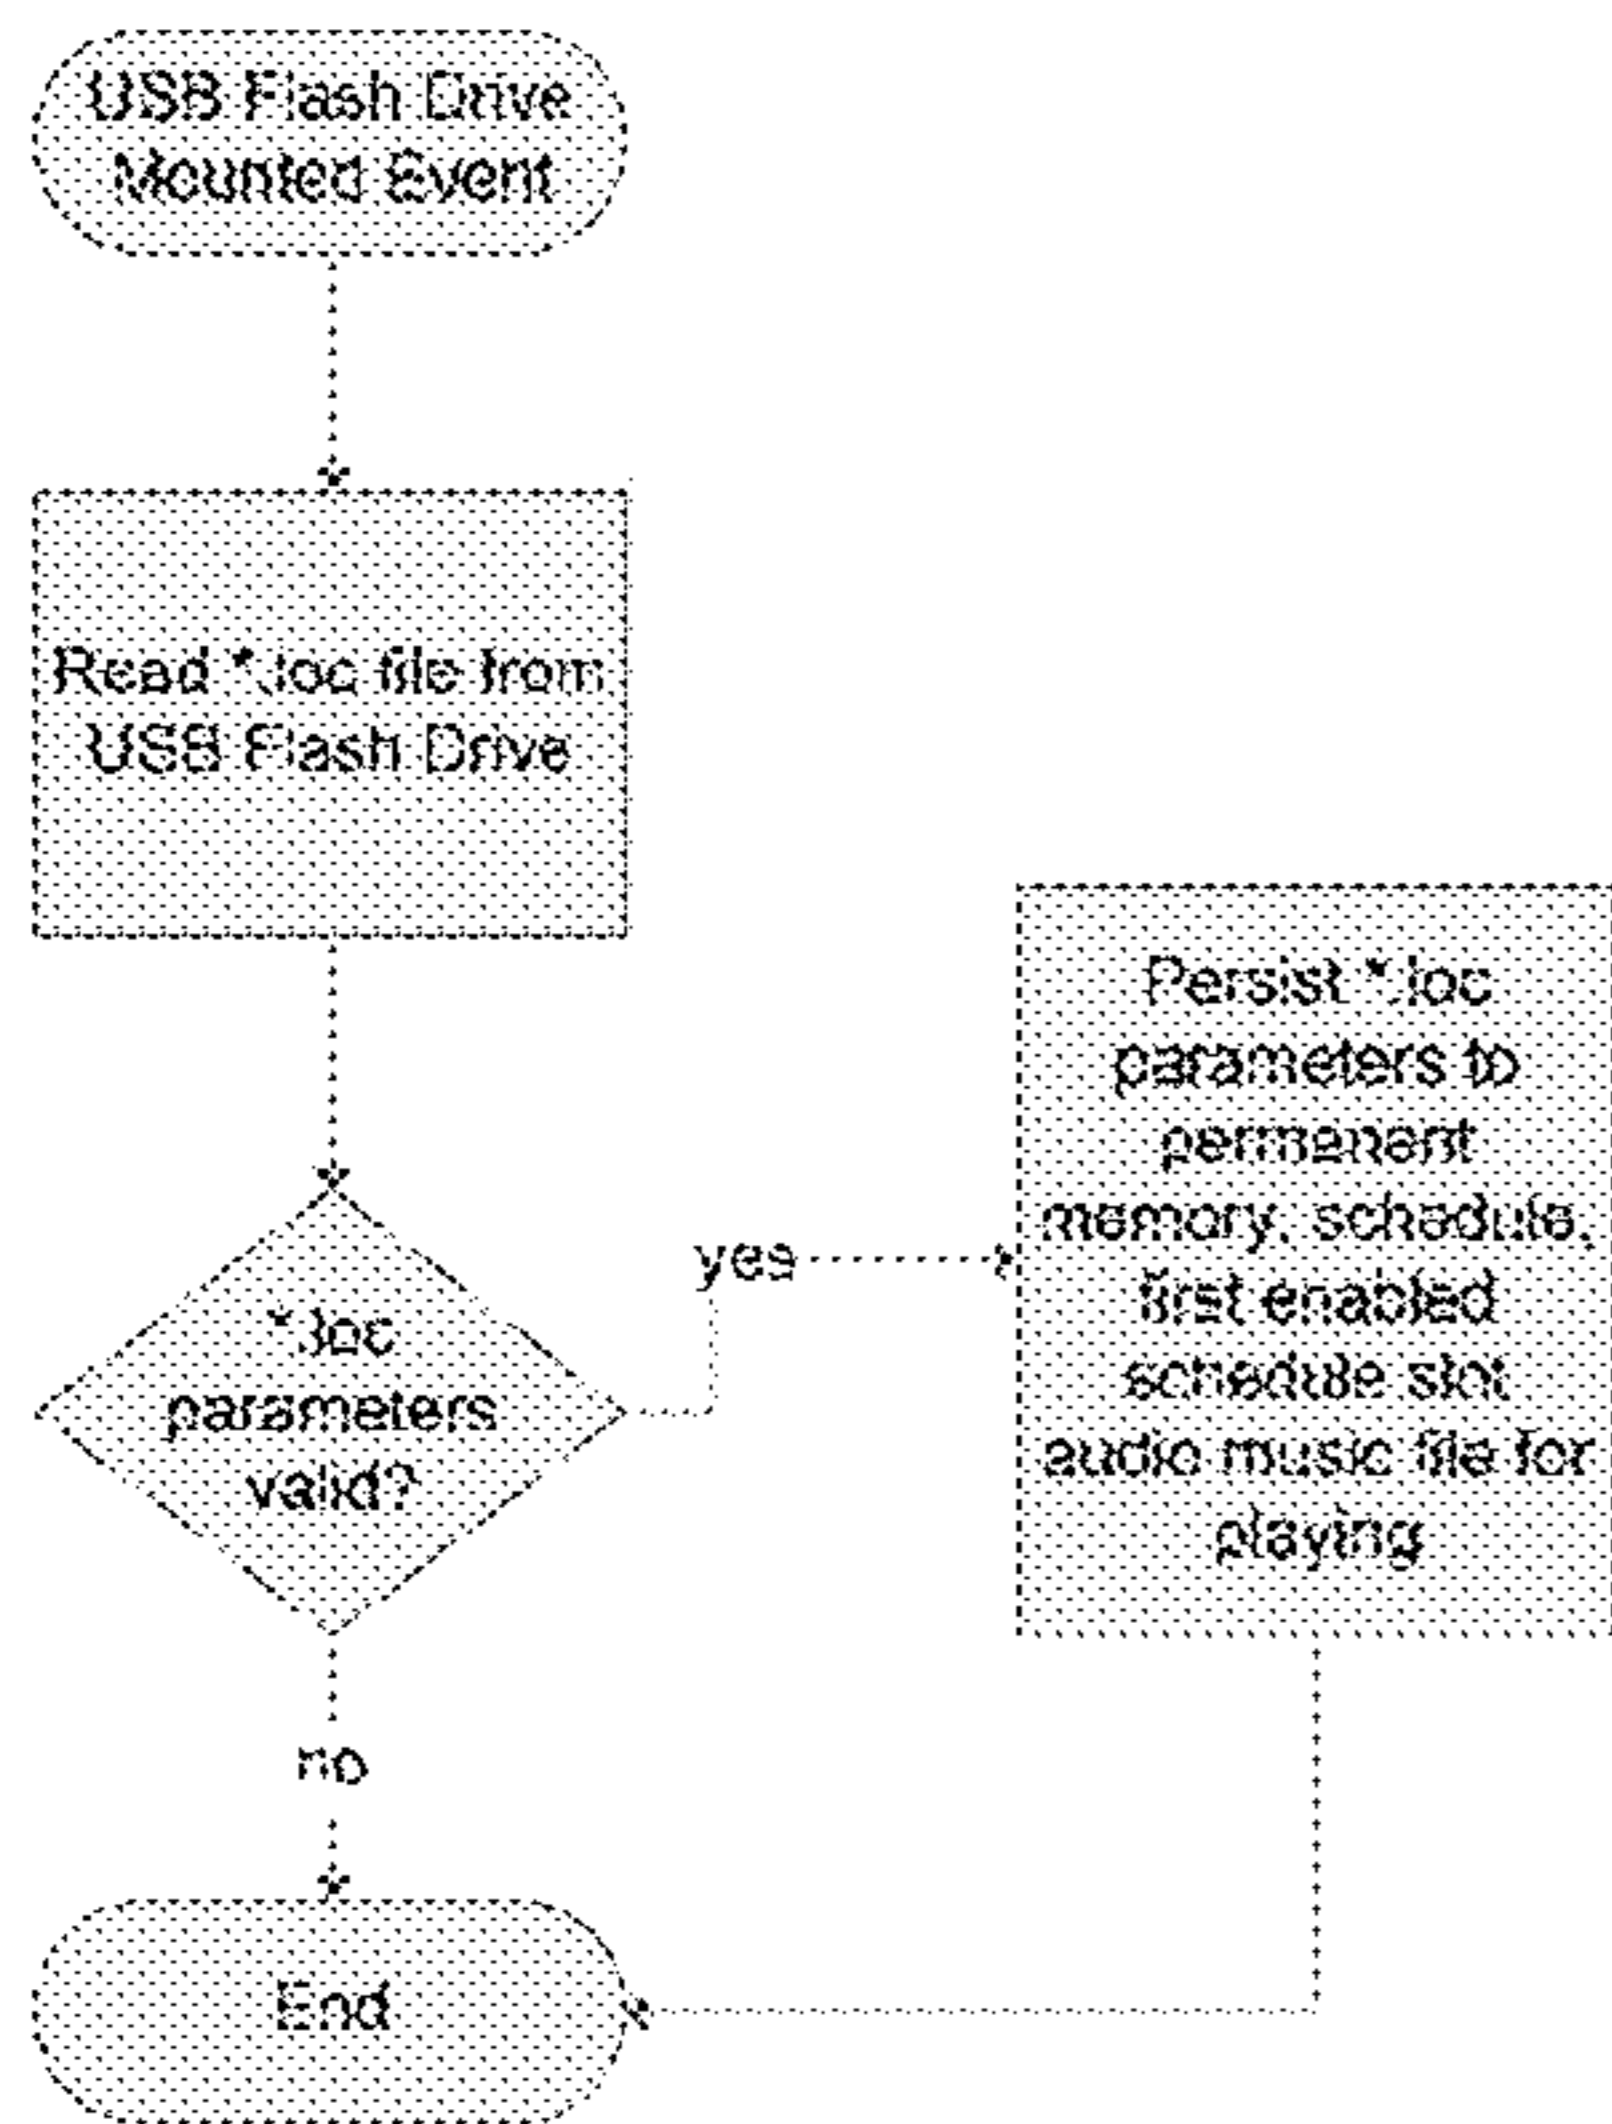 USB Flash Drive
Mounted Event
Read *.loc file from
USB Flash Drive
*.loc
parameters
valid?
yes
Persist *.loc
parameters to
permanent
memory, schedule,
first enabled
schedule slot
audio music file for
playing
no
End